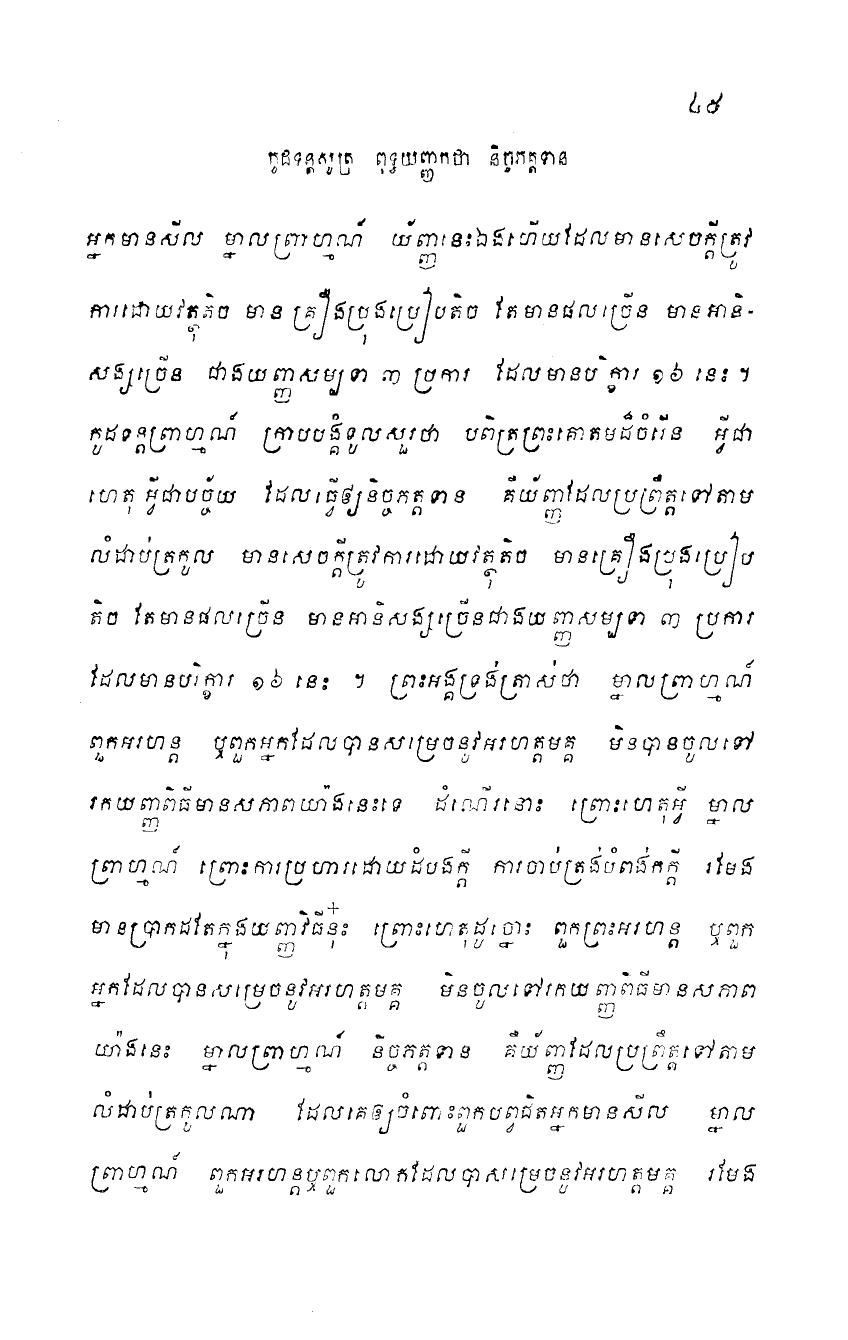 ៤៩
កូដទន្តសូត្រ ពុទ្ធយញ្ញកថា និច្ចភត្តទាន
អ្នកមានសីល ម្នាលព្រាហ្មណ៍ យ័ញ្ញនេះឯងហើយដែលមានសេចក្តីត្រូវ
ការដោយវត្ថុតិច មានគ្រឿងប្រុងប្រៀបតិច តែមានផលច្រើន មានអានិ-
សង្សច្រើន ជាងយញ្ញសម្បទា ៣ ប្រការ ដែលមានបរិក្ខារ ១៦ នេះ ។
កូដទន្តព្រាហ្មណ៍ ក្រាបបង្គំទូលសួរថា បពិត្រព្រះគោតមដ៏ចំរើន អ្វីជា
ហេតុ អ្វីជាបច្ច័យ ដែលធ្វើឲ្យនិច្ចភត្តទាន គឺយ័ញ្ញដែលប្រព្រឹត្តទៅតាម
លំដាប់ត្រកូល មានសេចក្តីត្រូវការដោយវត្ថុតិច មានគ្រឿងប្រុងប្រៀប
តិច តែមានផលច្រើន មានអានិសង្សច្រើនជាងយញ្ញសម្បទា ៣ ប្រការ
ដែលមានបរិក្ខារ ១៦ នេះ ។ ព្រះអង្គទ្រង់ត្រាស់ថា ម្នាលព្រាហ្មណ៍
ពួកអរហន្ត ឬពួកអ្នកដែលបានសម្រេចនូវអរហត្តមគ្គ មិនបានចូលទៅ
រកយញ្ញពិធីមានសភាពយ៉ាងនេះទេ ដំណើរនោះ ព្រោះហេតុអ្វី ម្នាល
ព្រាហ្មណ៍ ព្រោះការប្រហារដោយដំបងក្តី ការចាប់ត្រង់បំពង់កក្តី រមែង
មានប្រាកដតែក្នុងយញ្ញវិធីនុ៎ះ ព្រោះហេតុដូច្នោះ ពួកព្រះអរហន្ត ឬពួក
អ្នកដែលបានសម្រេចនូវអរហត្តមគ្គ មិនចូលទៅរកយញ្ញពិធីមានសភាព
យ៉ាងនេះ ម្នាលព្រាហ្មណ៍ និច្ចភត្តទាន គឺយ័ញ្ញដែលប្រព្រឹត្តទៅតាម
លំដាប់ត្រកូលណា ដែលគេឲ្យចំពោះពួកបព្វជិតអ្នកមានសីល ម្នាល
ព្រាហ្មណ៍ ពួកអរហន្តឬពួកលោកដែលបាសម្រេចនូវអរហត្តមគ្គ រមែង